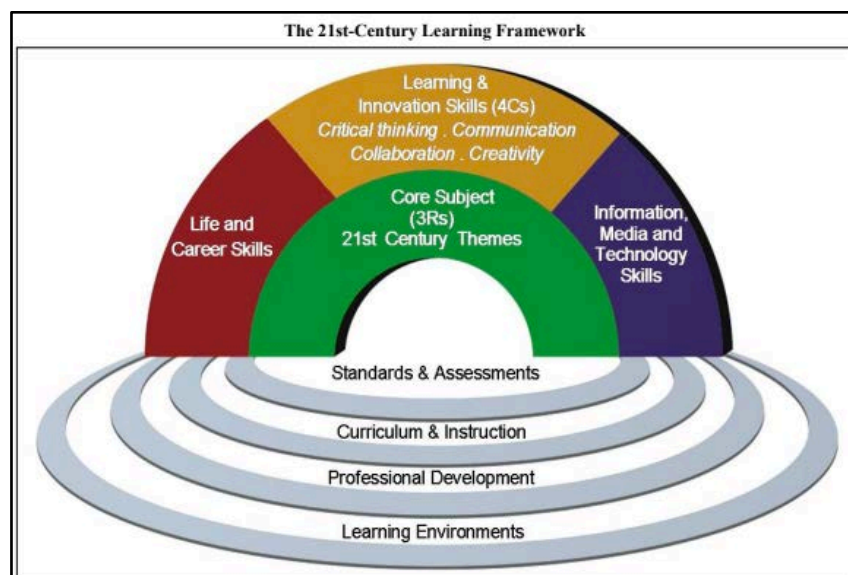 The 21st-Century Learning Framework
Learning &
Innovation Skills (4Cs)
Critical thinking . Communication
Collaboration . Creativity
Core Subject
(3Rs)
21st Century Themes
Life and
Career Skills
Information,
Media and
Technology
Skills
Standards & Assessments
Curriculum & Instruction
Professional Development
Learning Environments